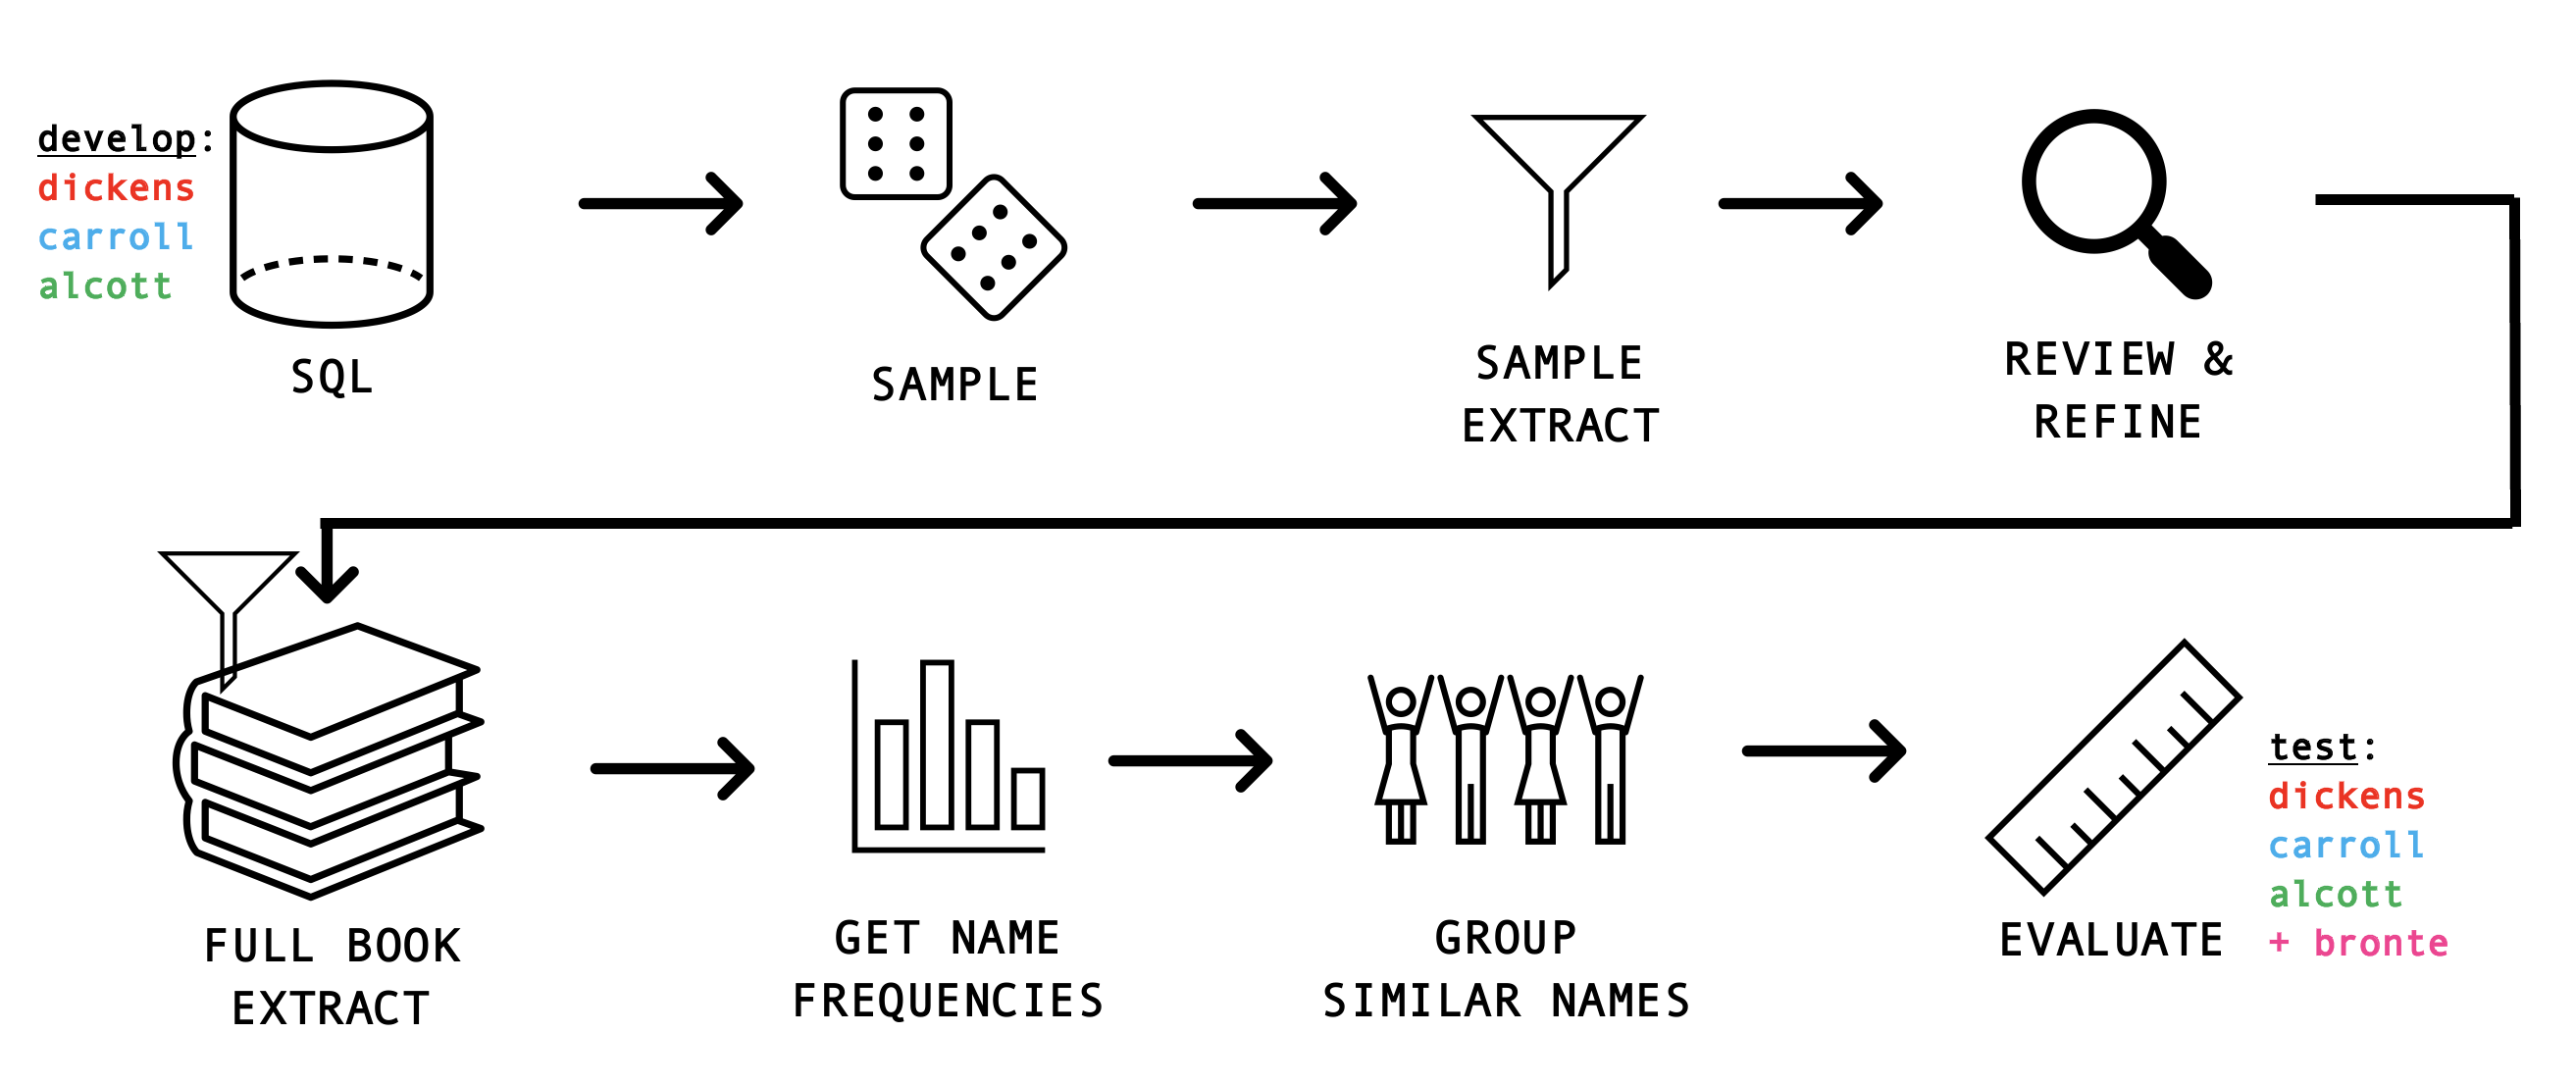 develop:
dickens
carroll
alcott
SQL
SAMPLE
SAMPLE
EXTRACT
REVIEW &
REFINE
FULL BOOK
EXTRACT
GET NAME
FREQUENCIES
GROUP
SIMILAR NAMES
EVALUATE
test:
dickens
carroll
alcott
+ bronte